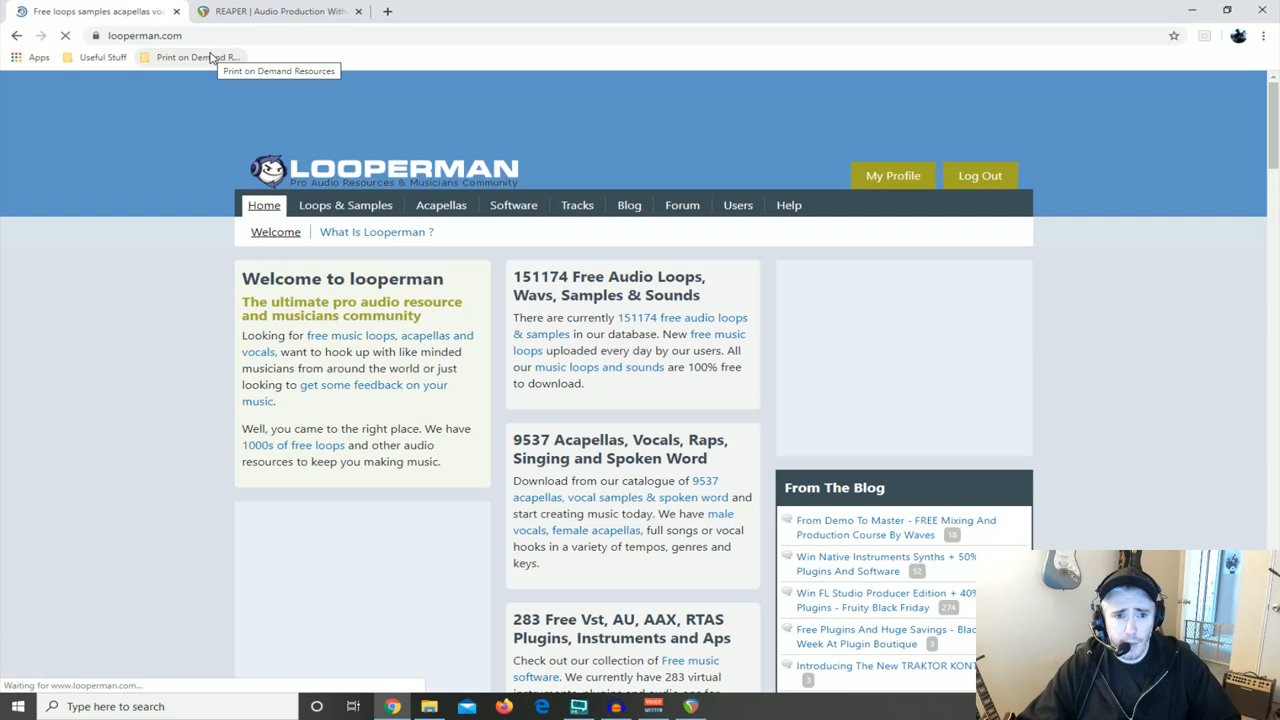 Free loops samples acapellas voc
REAPER | Audio Production With
looperman.com
Apps
Useful Stuff
Print on Demand R...
Print on Demand Resources
LOOPERMAN
Pro Audio Resources & Musicians Community
My Profile
Log Out
Home
Loops & Samples
Acapellas
Software
Tracks
Blog
Forum
Users
Help
Welcome
What Is Looperman ?
Welcome to looperman
The ultimate pro audio resource
and musicians community
Looking for free music loops, acapellas and
vocals, want to hook up with like minded
musicians from around the world or just
looking to get some feedback on your
music.
Well, you came to the right place. We have
1000s of free loops and other audio
resources to keep you making music.
151174 Free Audio Loops,
Wavs, Samples & Sounds
There are currently 151174 free audio loops
& samples in our database. New free music
loops uploaded every day by our users. All
our music loops and sounds are 100% free
to download.
9537 Acapellas, Vocals, Raps,
Singing and Spoken Word
Download from our catalogue of 9537
acapellas, vocal samples & spoken word and
start creating music today. We have male
vocals, female acapellas, full songs or vocal
hooks in a variety of tempos, genres and
keys.
283 Free Vst, AU, AAX, RTAS
Plugins, Instruments and Aps
Check out our collection of Free music
software. We currently have 283 virtual
From The Blog
From Demo To Master - FREE Mixing And
Production Course By Waves 18
Win Native Instruments Synths + 50%
Plugins And Software 52
Win FL Studio Producer Edition + 40%
Plugins - Fruity Black Friday 274
Free Plugins And Huge Savings - Blac
Week At Plugin Boutique 3
Introducing The New TRAKTOR KONT
3
Waiting for www.looperman.com...
Type here to search